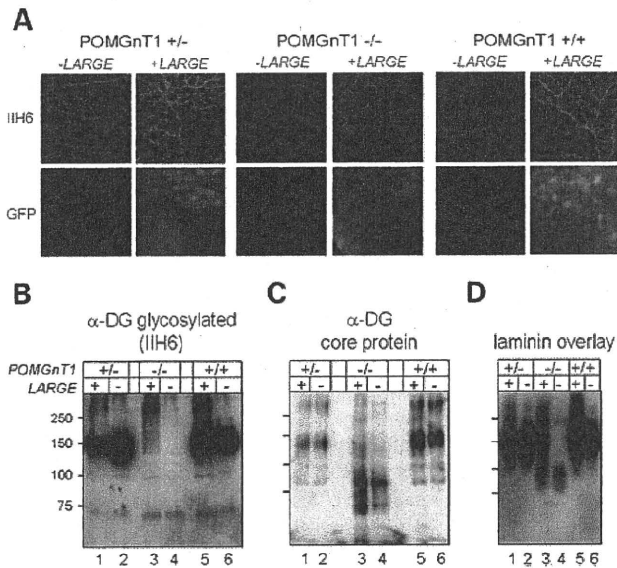 A
POMGnT1 +/- POMGnT1 -/- POMGnT1 +/+
-LARGE +LARGE -LARGE +LARGE -LARGE +LARGE
IIH6
GFP
B
α-DG glycosylated
(IIH6)
POMGnT1 +/- -/- +/+
LARGE + - + - + -
250
150
100
75
1 2 3 4 5 6
C
α-DG
core protein
+/- -/- +/+
+ - + - + -
1 2 3 4 5 6
D
laminin overlay
+/- -/- +/+
+ - + - + -
1 2 3 4 5 6